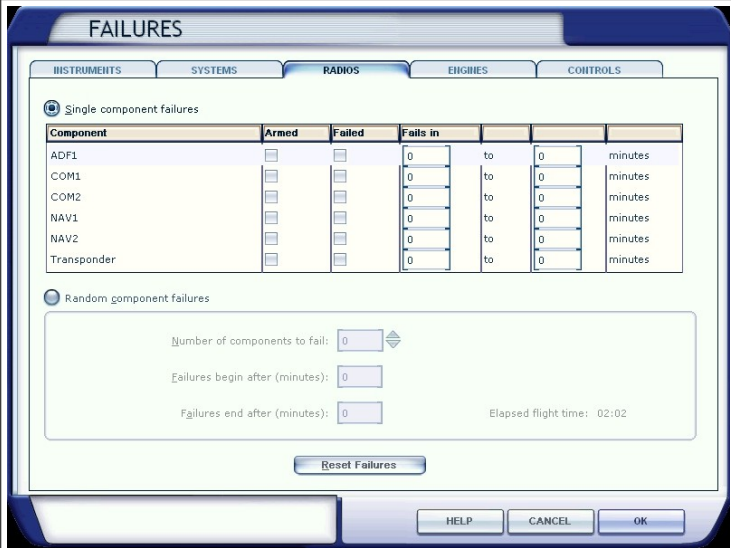 FAILURES
INSTRUMENTS SYSTEMS RADIOS ENGINES CONTROLS
Single component failures
Component Armed Failed Fails in
ADF1 0 to 0 minutes
COM1 0 to 0 minutes
COM2 0 to 0 minutes
NAV1 0 to 0 minutes
NAV2 0 to 0 minutes
Transponder 0 to 0 minutes
Random component failures
Number of components to fail: 0
Failures begin after (minutes): 0
Failures end after (minutes): 0 Elapsed flight time: 02:02
Reset Failures
HELP CANCEL OK